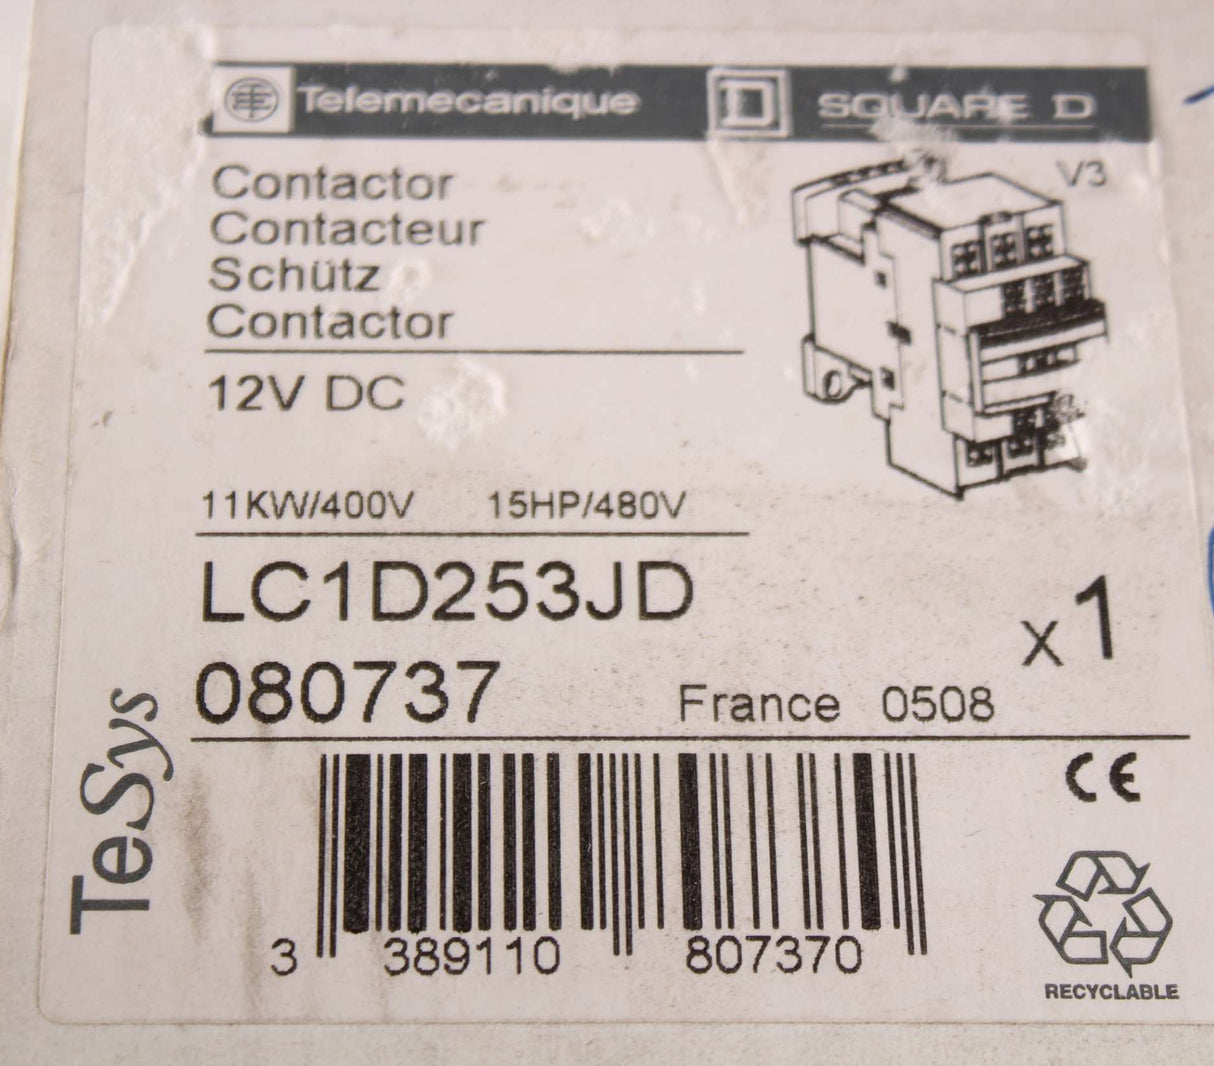 Telemecanique D SQUARE D
V3
Contactor
Contacteur
Schütz
Contactor
12V DC
11KW/400V 15HP/480V
LC1D253JD
x1
080737 France 0508
TeSys
CE
3 389110 807370
RECYCLABLE